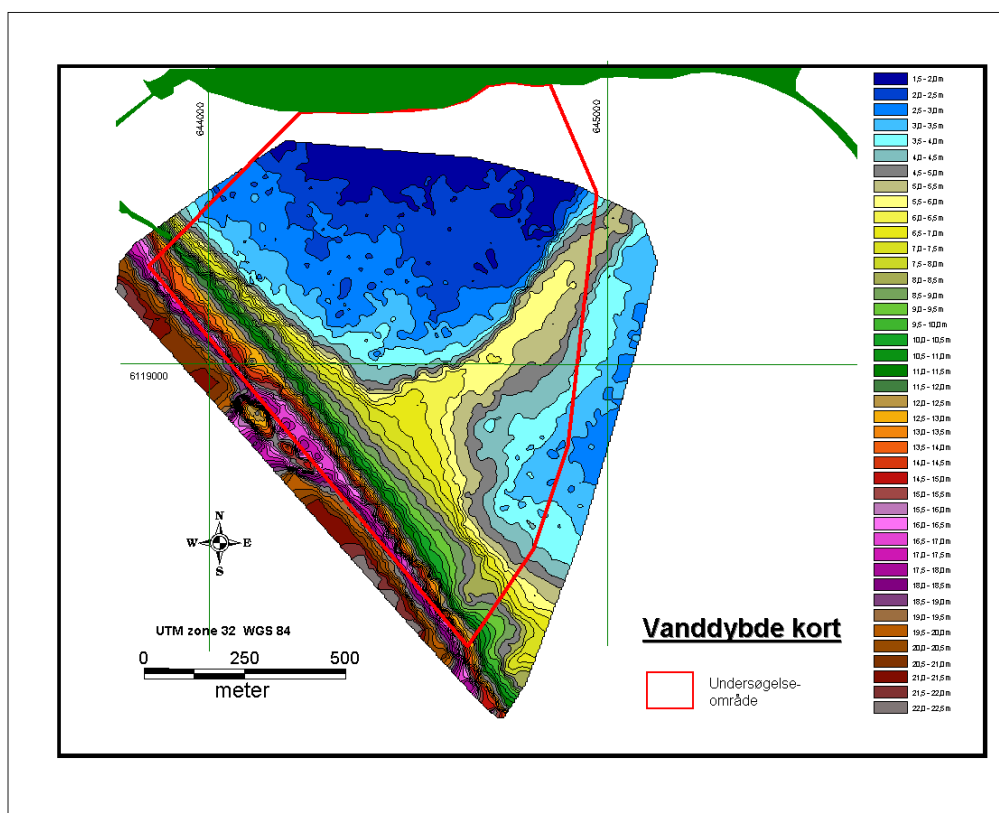 644000
645000
6119000
N
W E
S
UTM zone 32 WGS 84
0 250 500
meter
Vanddybde kort
Undersøgelse-
område
1,5 - 2,0 m
2,0 - 2,5 m
2,5 - 3,0 m
3,0 - 3,5 m
3,5 - 4,0 m
4,0 - 4,5 m
4,5 - 5,0 m
5,0 - 5,5 m
5,5 - 6,0 m
6,0 - 6,5 m
6,5 - 7,0 m
7,0 - 7,5 m
7,5 - 8,0 m
8,0 - 8,5 m
8,5 - 9,0 m
9,0 - 9,5 m
9,5 - 10,0 m
10,0 - 10,5 m
10,5 - 11,0 m
11,0 - 11,5 m
11,5 - 12,0 m
12,0 - 12,5 m
12,5 - 13,0 m
13,0 - 13,5 m
13,5 - 14,0 m
14,0 - 14,5 m
14,5 - 15,0 m
15,0 - 15,5 m
15,5 - 16,0 m
16,0 - 16,5 m
16,5 - 17,0 m
17,0 - 17,5 m
17,5 - 18,0 m
18,0 - 18,5 m
18,5 - 19,0 m
19,0 - 19,5 m
19,5 - 20,0 m
20,0 - 20,5 m
20,5 - 21,0 m
21,0 - 21,5 m
21,5 - 22,0 m
22,0 - 22,5 m